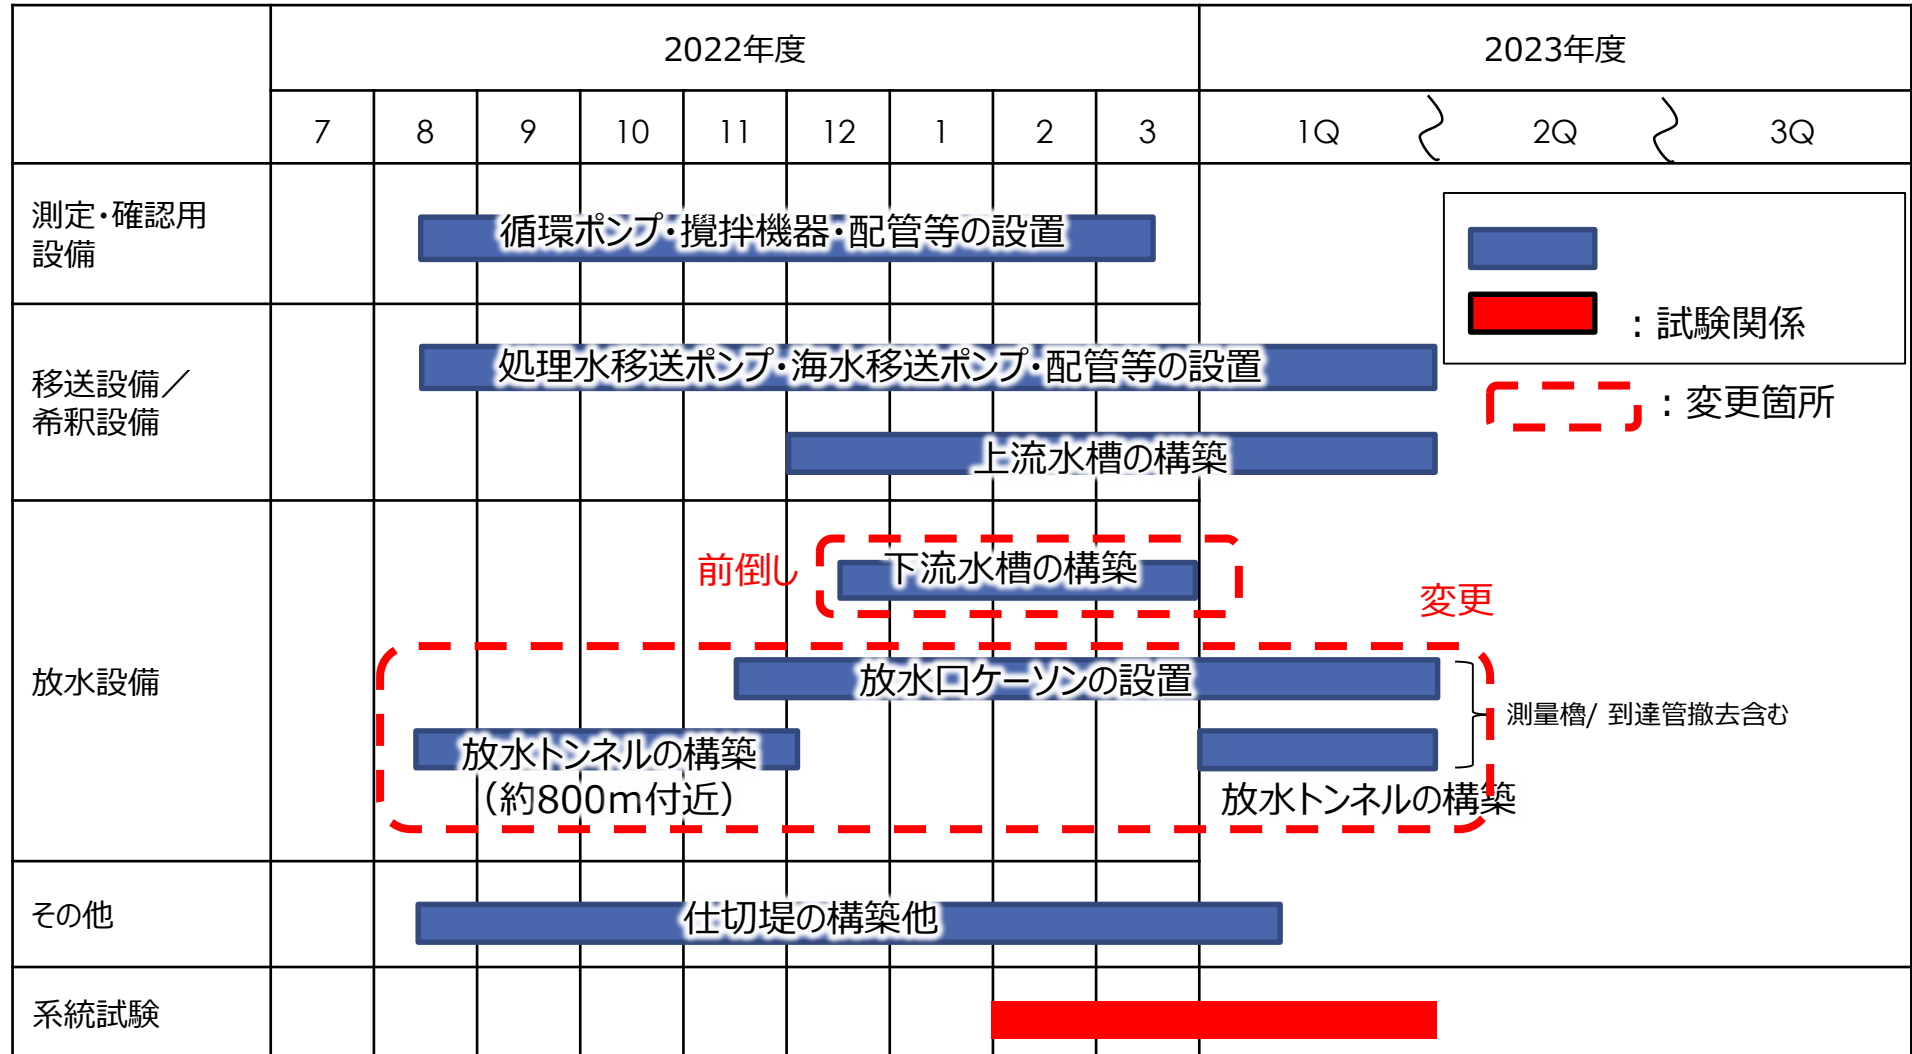 2022年度
2023年度
7
8
9
10
11
12
1
2
3
1Q
2Q
3Q
測定・確認用
設備
循環ポンプ・攪拌機器・配管等の設置
：試験関係
：変更箇所
移送設備／
希釈設備
処理水移送ポンプ・海水移送ポンプ・配管等の設置
上流水槽の構築
放水設備
前倒し
下流水槽の構築
変更
放水口ケーソンの設置
測量櫓/ 到達管撤去含む
放水トンネルの構築
（約800m付近）
放水トンネルの構築
その他
仕切堤の構築他
系統試験